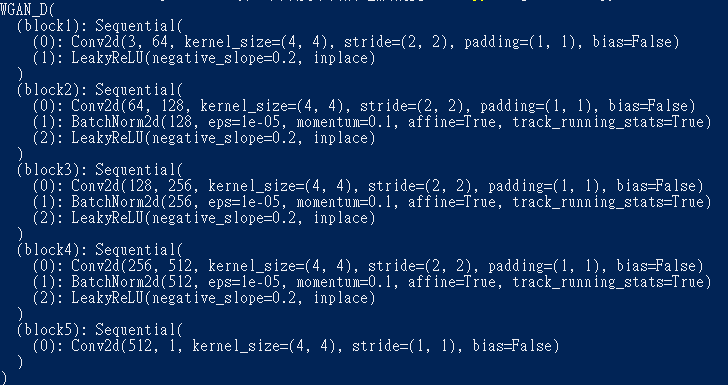 WGAN_D(
  (block1): Sequential(
    (0): Conv2d(3, 64, kernel_size=(4, 4), stride=(2, 2), padding=(1, 1), bias=False)
    (1): LeakyReLU(negative_slope=0.2, inplace)
  )
  (block2): Sequential(
    (0): Conv2d(64, 128, kernel_size=(4, 4), stride=(2, 2), padding=(1, 1), bias=False)
    (1): BatchNorm2d(128, eps=1e-05, momentum=0.1, affine=True, track_running_stats=True)
    (2): LeakyReLU(negative_slope=0.2, inplace)
  )
  (block3): Sequential(
    (0): Conv2d(128, 256, kernel_size=(4, 4), stride=(2, 2), padding=(1, 1), bias=False)
    (1): BatchNorm2d(256, eps=1e-05, momentum=0.1, affine=True, track_running_stats=True)
    (2): LeakyReLU(negative_slope=0.2, inplace)
  )
  (block4): Sequential(
    (0): Conv2d(256, 512, kernel_size=(4, 4), stride=(2, 2), padding=(1, 1), bias=False)
    (1): BatchNorm2d(512, eps=1e-05, momentum=0.1, affine=True, track_running_stats=True)
    (2): LeakyReLU(negative_slope=0.2, inplace)
  )
  (block5): Sequential(
    (0): Conv2d(512, 1, kernel_size=(4, 4), stride=(1, 1), bias=False)
  )
)